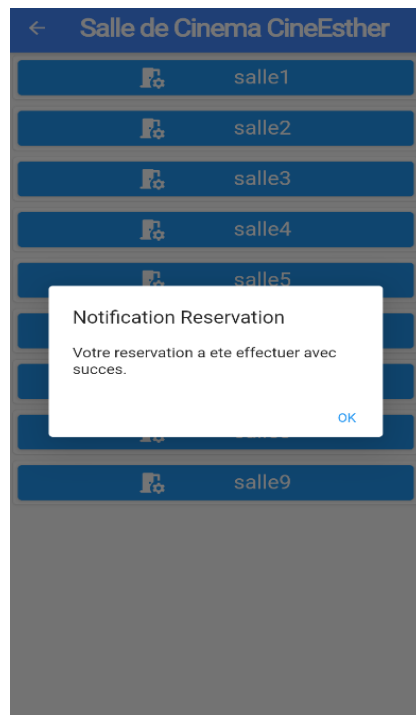 Salle de Cinema CineEsther
salle1
salle2
salle3
salle4
salle5
Notification Reservation
Votre reservation a ete effectuer avec
succes.
OK
salle9